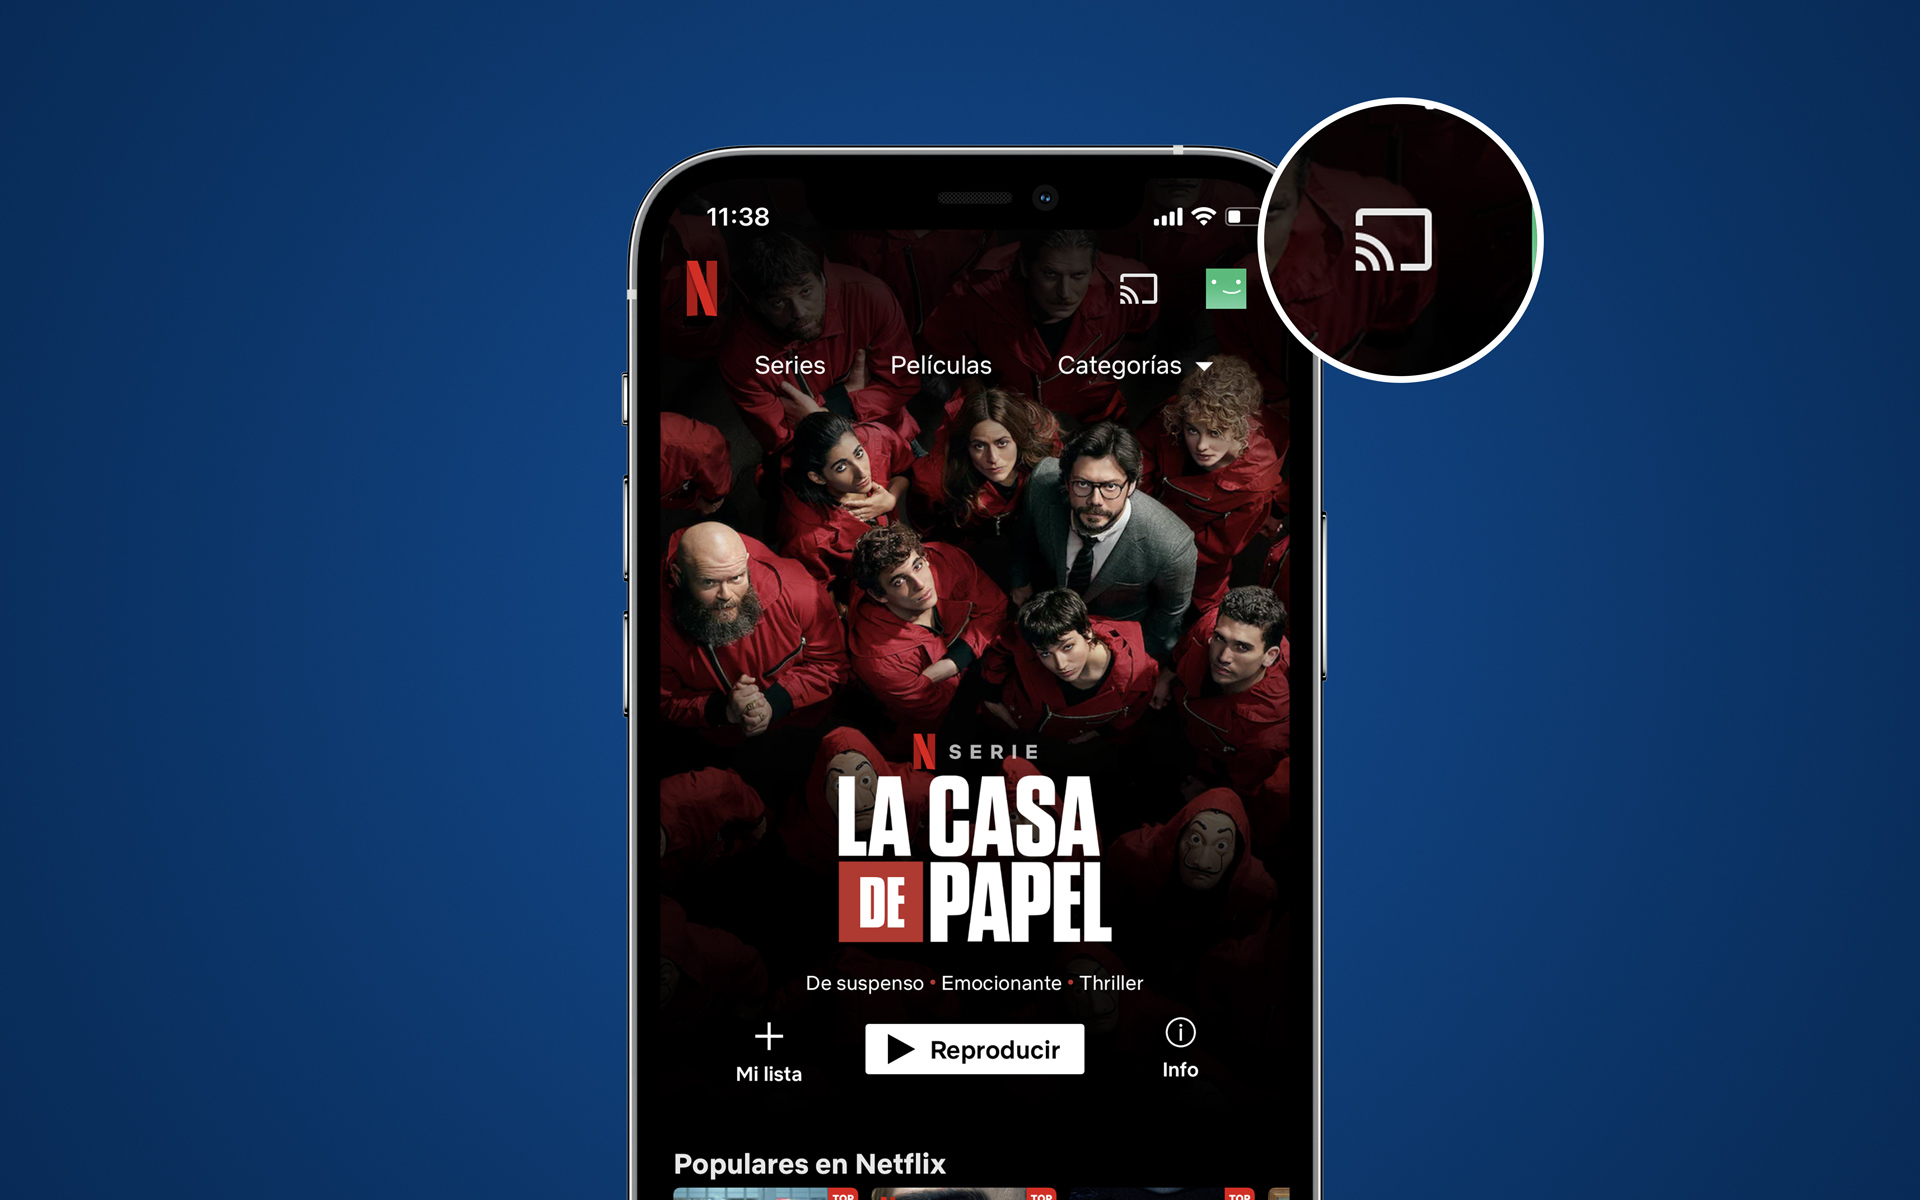 11:38
N
Series Películas Categorías
N SERIE
LA CASA
DE PAPEL
De suspenso • Emocionante • Thriller
Mi lista Reproducir Info
Populares en Netflix
TOP TOP TOP